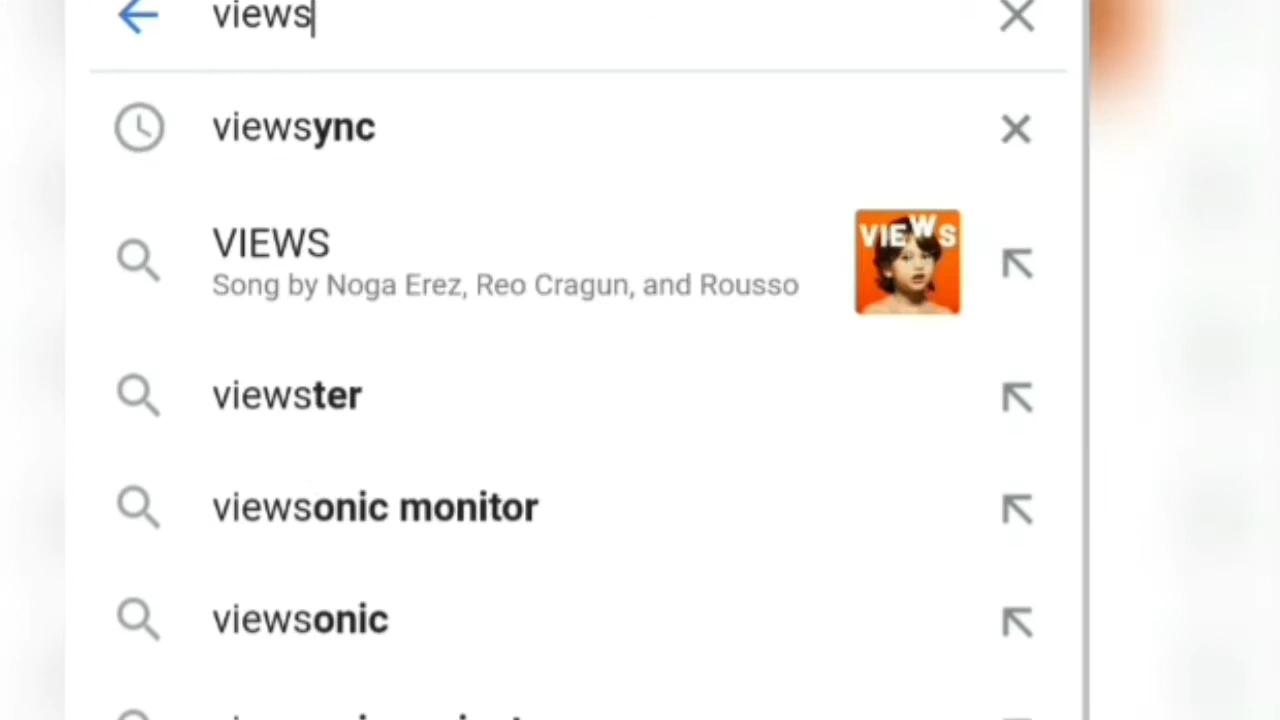 views
viewsync
VIEWS
VIEWS
Song by Noga Erez, Reo Cragun, and Rousso
viewster
viewsonic monitor
viewsonic